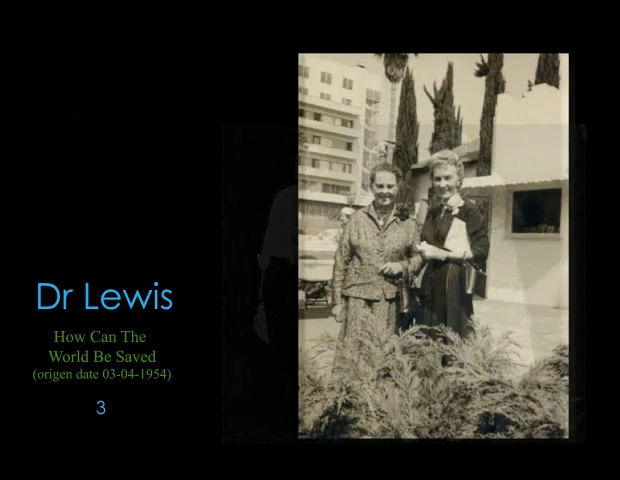 Dr Lewis
How Can The
World Be Saved
(origen date 03-04-1954)
3